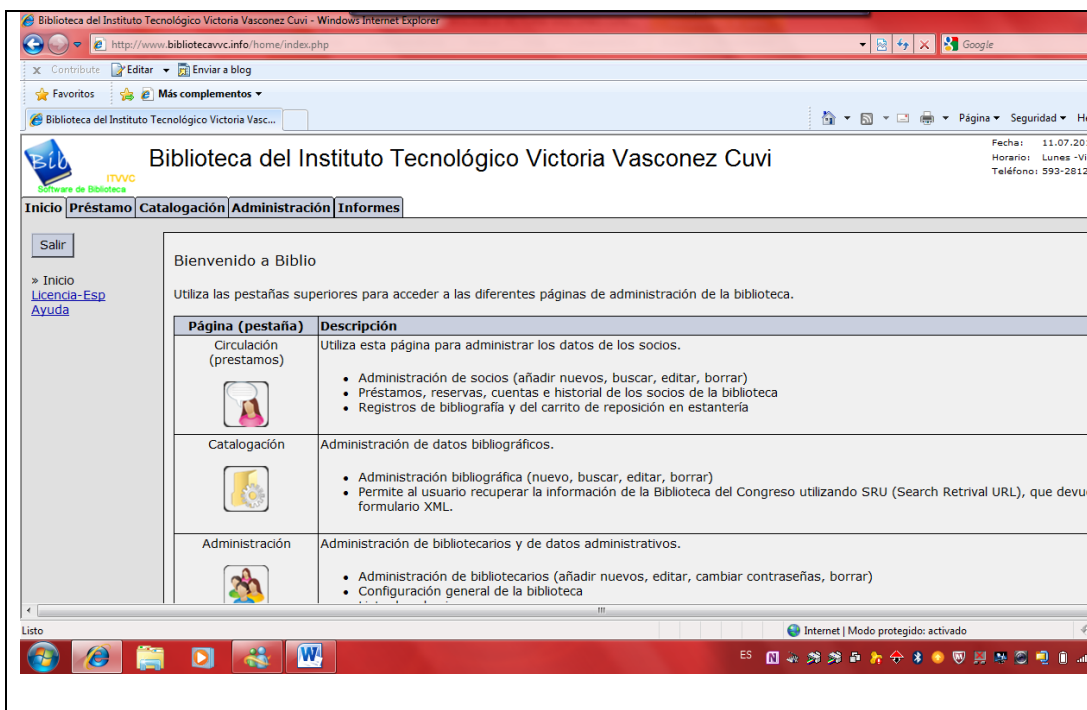 Biblioteca del Instituto Tecnológico Victoria Vasconez Cuvi - Windows Internet Explorer
http://www.bibliotecavvc.info/home/index.php
Google
x Contribute Editar Enviar a blog
Favoritos Más complementos
Biblioteca del Instituto Tecnológico Victoria Vasc...
Página Seguridad
Bib
ITVVC
Software de Biblioteca
Biblioteca del Instituto Tecnológico Victoria Vasconez Cuvi
Fecha: 11.07.20
Horario: Lunes -Vi
Teléfono: 593-2812
Inicio Préstamo Catalogación Administración Informes
Salir
» Inicio
Licencia-Esp
Ayuda
Bienvenido a Biblio
Utiliza las pestañas superiores para acceder a las diferentes páginas de administración de la biblioteca.
Página (pestaña) Descripción
Circulación
(prestamos)
Utiliza esta página para administrar los datos de los socios.
• Administración de socios (añadir nuevos, buscar, editar, borrar)
• Préstamos, reservas, cuentas e historial de los socios de la biblioteca
• Registros de bibliografía y del carrito de reposición en estantería
Catalogación
Administración de datos bibliográficos.
• Administración bibliográfica (nuevo, buscar, editar, borrar)
• Permite al usuario recuperar la información de la Biblioteca del Congreso utilizando SRU (Search Retrival URL), que devu
formulario XML.
Administración
Administración de bibliotecarios y de datos administrativos.
• Administración de bibliotecarios (añadir nuevos, editar, cambiar contraseñas, borrar)
• Configuración general de la biblioteca
Listo
Internet | Modo protegido: activado
ES